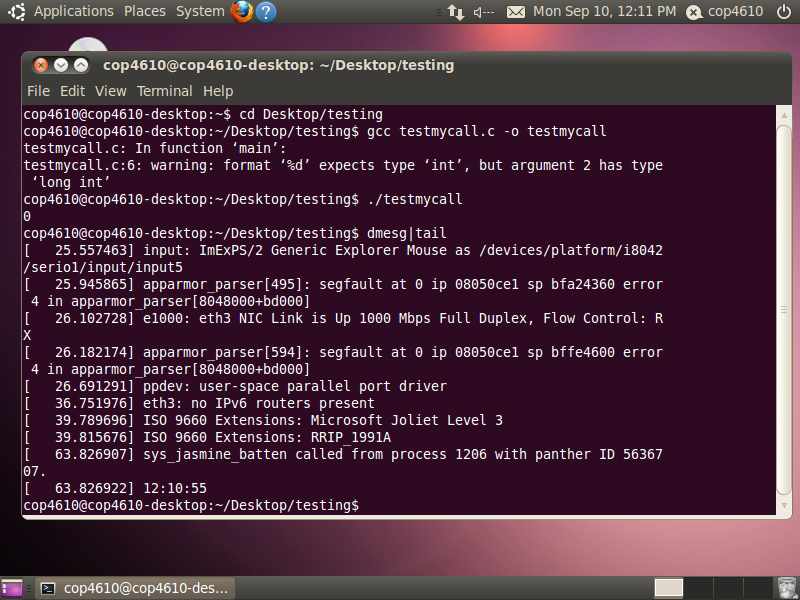 Applications Places System Mon Sep 10, 12:11 PM cop4610
cop4610@cop4610-desktop: ~/Desktop/testing
File Edit View Terminal Help
cop4610@cop4610-desktop:~$ cd Desktop/testing
cop4610@cop4610-desktop:~/Desktop/testing$ gcc testmycall.c -o testmycall
testmycall.c: In function ‘main’:
testmycall.c:6: warning: format ‘%d’ expects type ‘int’, but argument 2 has type
‘long int’
cop4610@cop4610-desktop:~/Desktop/testing$ ./testmycall
0
cop4610@cop4610-desktop:~/Desktop/testing$ dmesg|tail
[   25.557463] input: ImExPS/2 Generic Explorer Mouse as /devices/platform/i8042
/serio1/input/input5
[   25.945865] apparmor_parser[495]: segfault at 0 ip 08050ce1 sp bfa24360 error
4 in apparmor_parser[8048000+bd000]
[   26.102728] e1000: eth3 NIC Link is Up 1000 Mbps Full Duplex, Flow Control: R
X
[   26.182174] apparmor_parser[594]: segfault at 0 ip 08050ce1 sp bffe4600 error
4 in apparmor_parser[8048000+bd000]
[   26.691291] ppdev: user-space parallel port driver
[   36.751976] eth3: no IPv6 routers present
[   39.789696] ISO 9660 Extensions: Microsoft Joliet Level 3
[   39.815676] ISO 9660 Extensions: RRIP_1991A
[   63.826907] sys_jasmine_batten called from process 1206 with panther ID 56367
07.
[   63.826922] 12:10:55
cop4610@cop4610-desktop:~/Desktop/testing$
cop4610@cop4610-des...